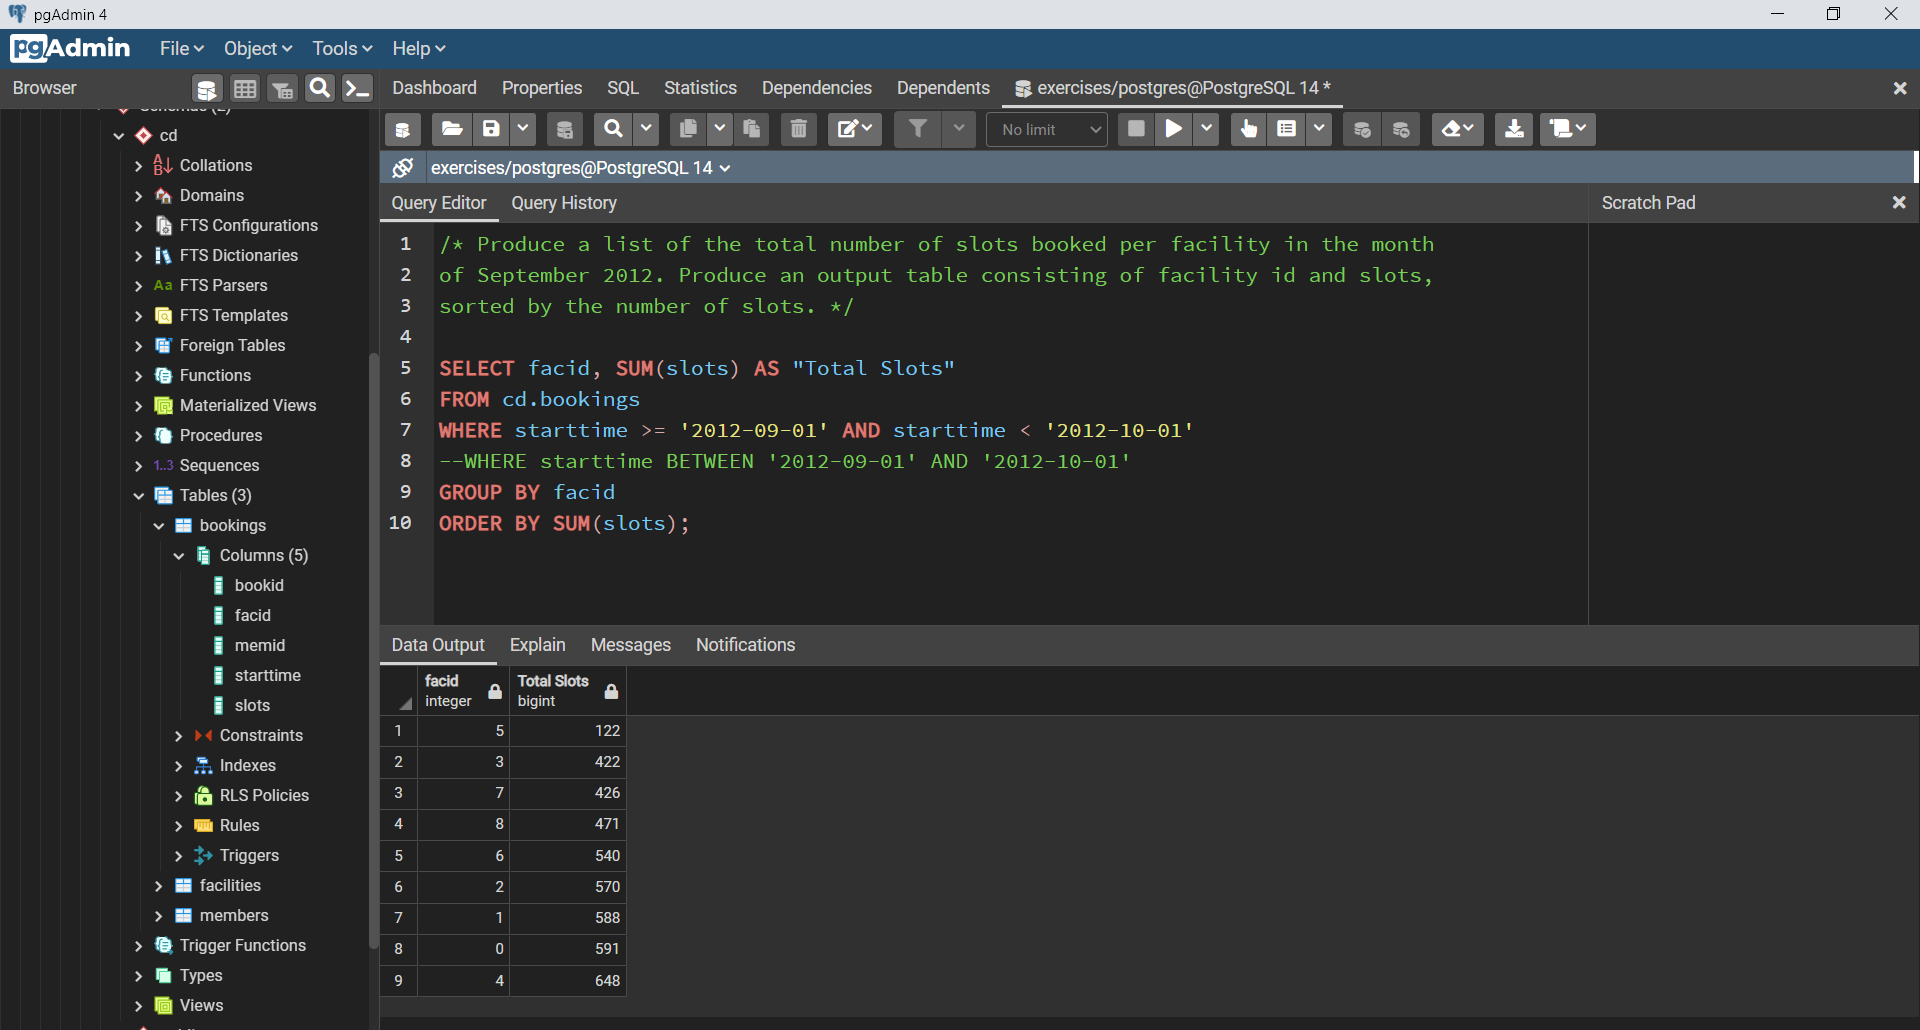 pgAdmin 4
pgAdmin File Object Tools Help
Browser
Dashboard Properties SQL Statistics Dependencies Dependents exercises/postgres@PostgreSQL 14 *
No limit
exercises/postgres@PostgreSQL 14
Query Editor Query History
Scratch Pad
cd
Collations
Domains
FTS Configurations
FTS Dictionaries
Aa FTS Parsers
FTS Templates
Foreign Tables
Functions
Materialized Views
Procedures
1..3 Sequences
Tables (3)
bookings
Columns (5)
bookid
facid
memid
starttime
slots
Constraints
Indexes
RLS Policies
Rules
Triggers
facilities
members
Trigger Functions
Types
Views
1 /* Produce a list of the total number of slots booked per facility in the month
2 of September 2012. Produce an output table consisting of facility id and slots,
3 sorted by the number of slots. */
4
5 SELECT facid, SUM(slots) AS "Total Slots"
6 FROM cd.bookings
7 WHERE starttime >= '2012-09-01' AND starttime < '2012-10-01'
8 --WHERE starttime BETWEEN '2012-09-01' AND '2012-10-01'
9 GROUP BY facid
10 ORDER BY SUM(slots);
Data Output Explain Messages Notifications
facid Total Slots
integer bigint
1 5 122
2 3 422
3 7 426
4 8 471
5 6 540
6 2 570
7 1 588
8 0 591
9 4 648